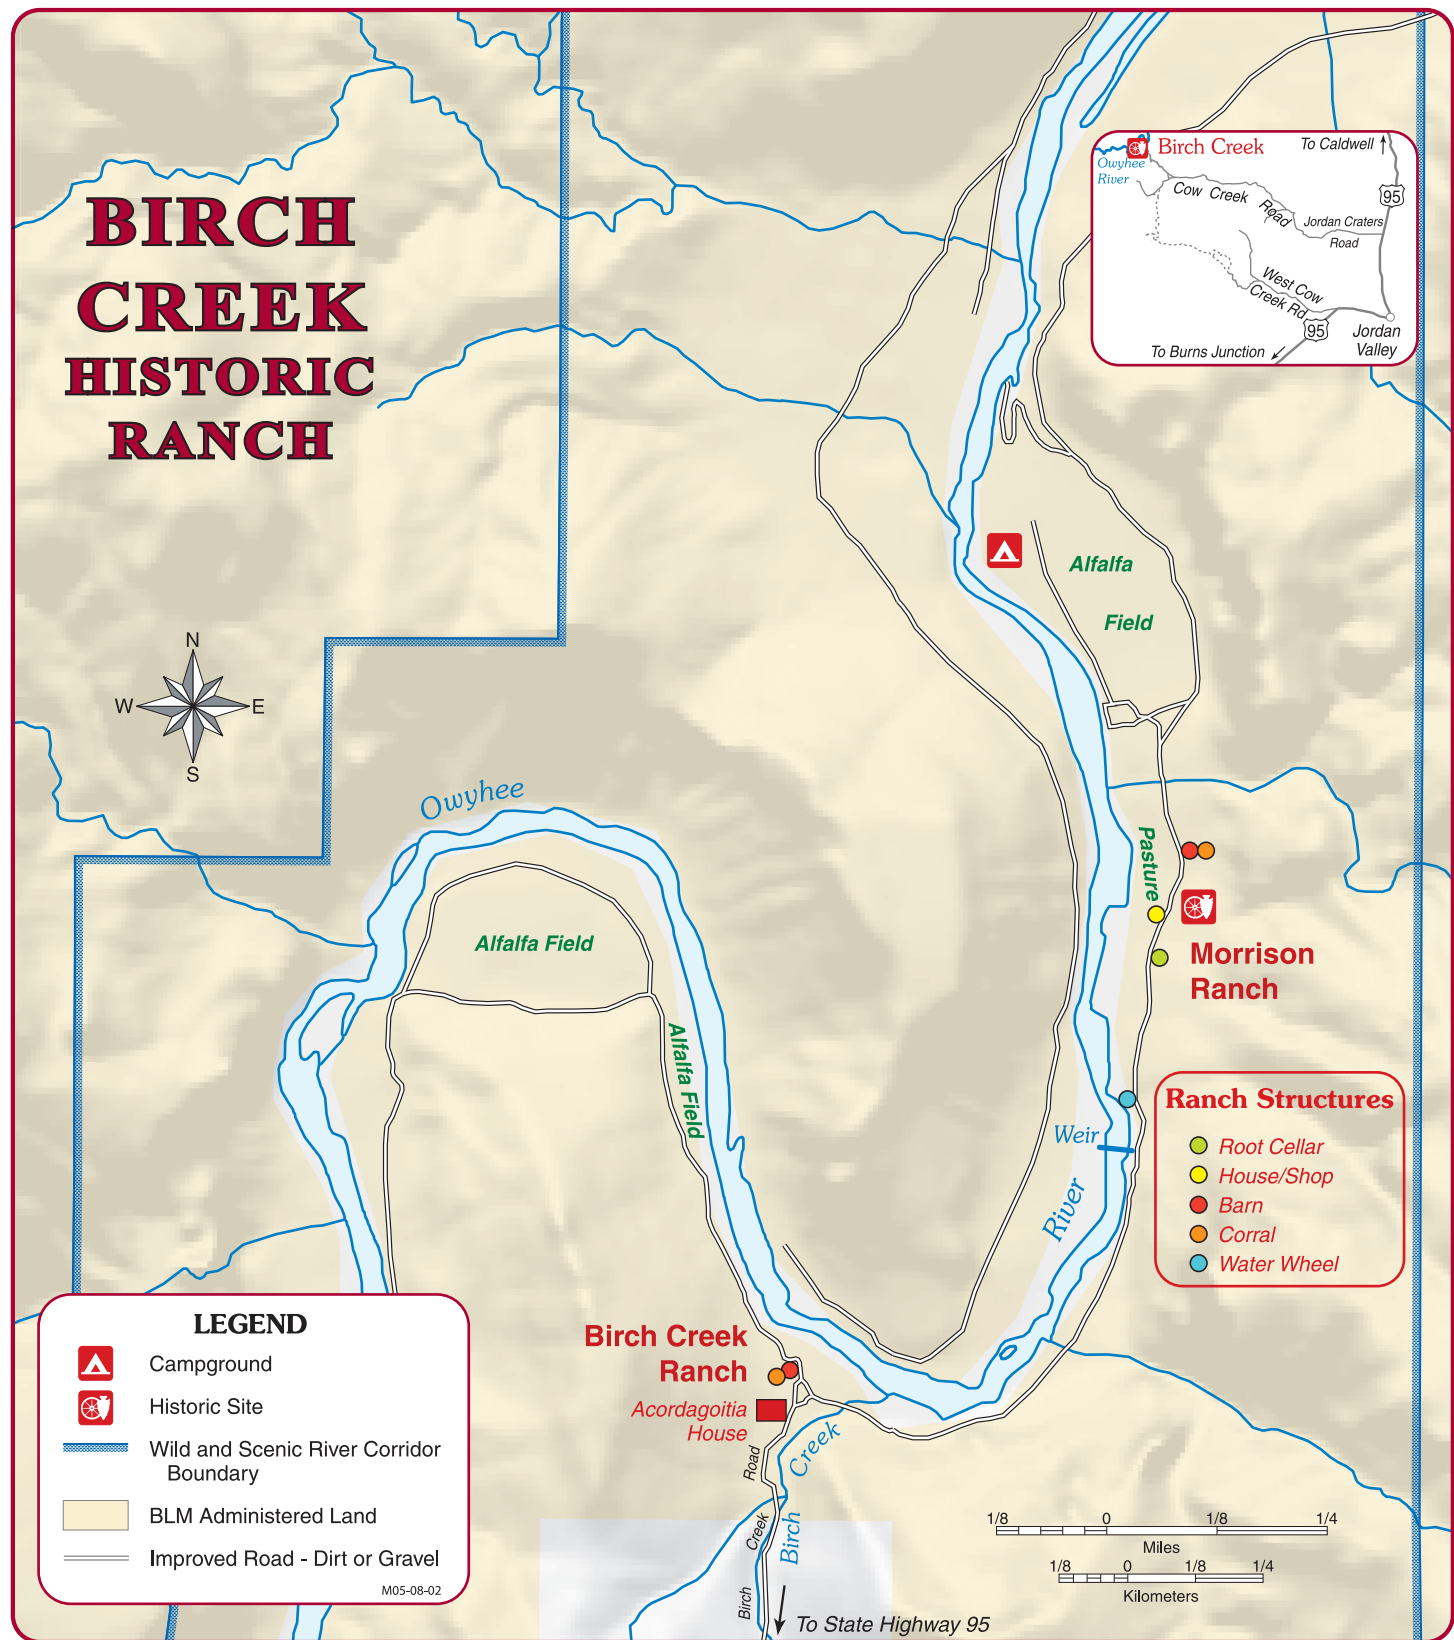 BIRCH
CREEK
HISTORIC
RANCH
Birch Creek
To Caldwell
Owyhee
River
95
Cow Creek Road
Jordan Craters
Road
West Cow
Creek Rd
95
Jordan
Valley
To Burns Junction
Alfalfa
Field
N
W
E
S
Owyhee
Pasture
Alfalfa Field
Morrison
Ranch
Alfalfa Field
Weir
River
Ranch Structures
Root Cellar
House/Shop
Barn
Corral
Water Wheel
Birch Creek
Ranch
Acordagoitia
House
Birch Creek Road
Birch Creek
To State Highway 95
LEGEND
Campground
Historic Site
Wild and Scenic River Corridor
Boundary
BLM Administered Land
Improved Road - Dirt or Gravel
M05-08-02
1/8 0 1/8 1/4
Miles
1/8 0 1/8 1/4
Kilometers